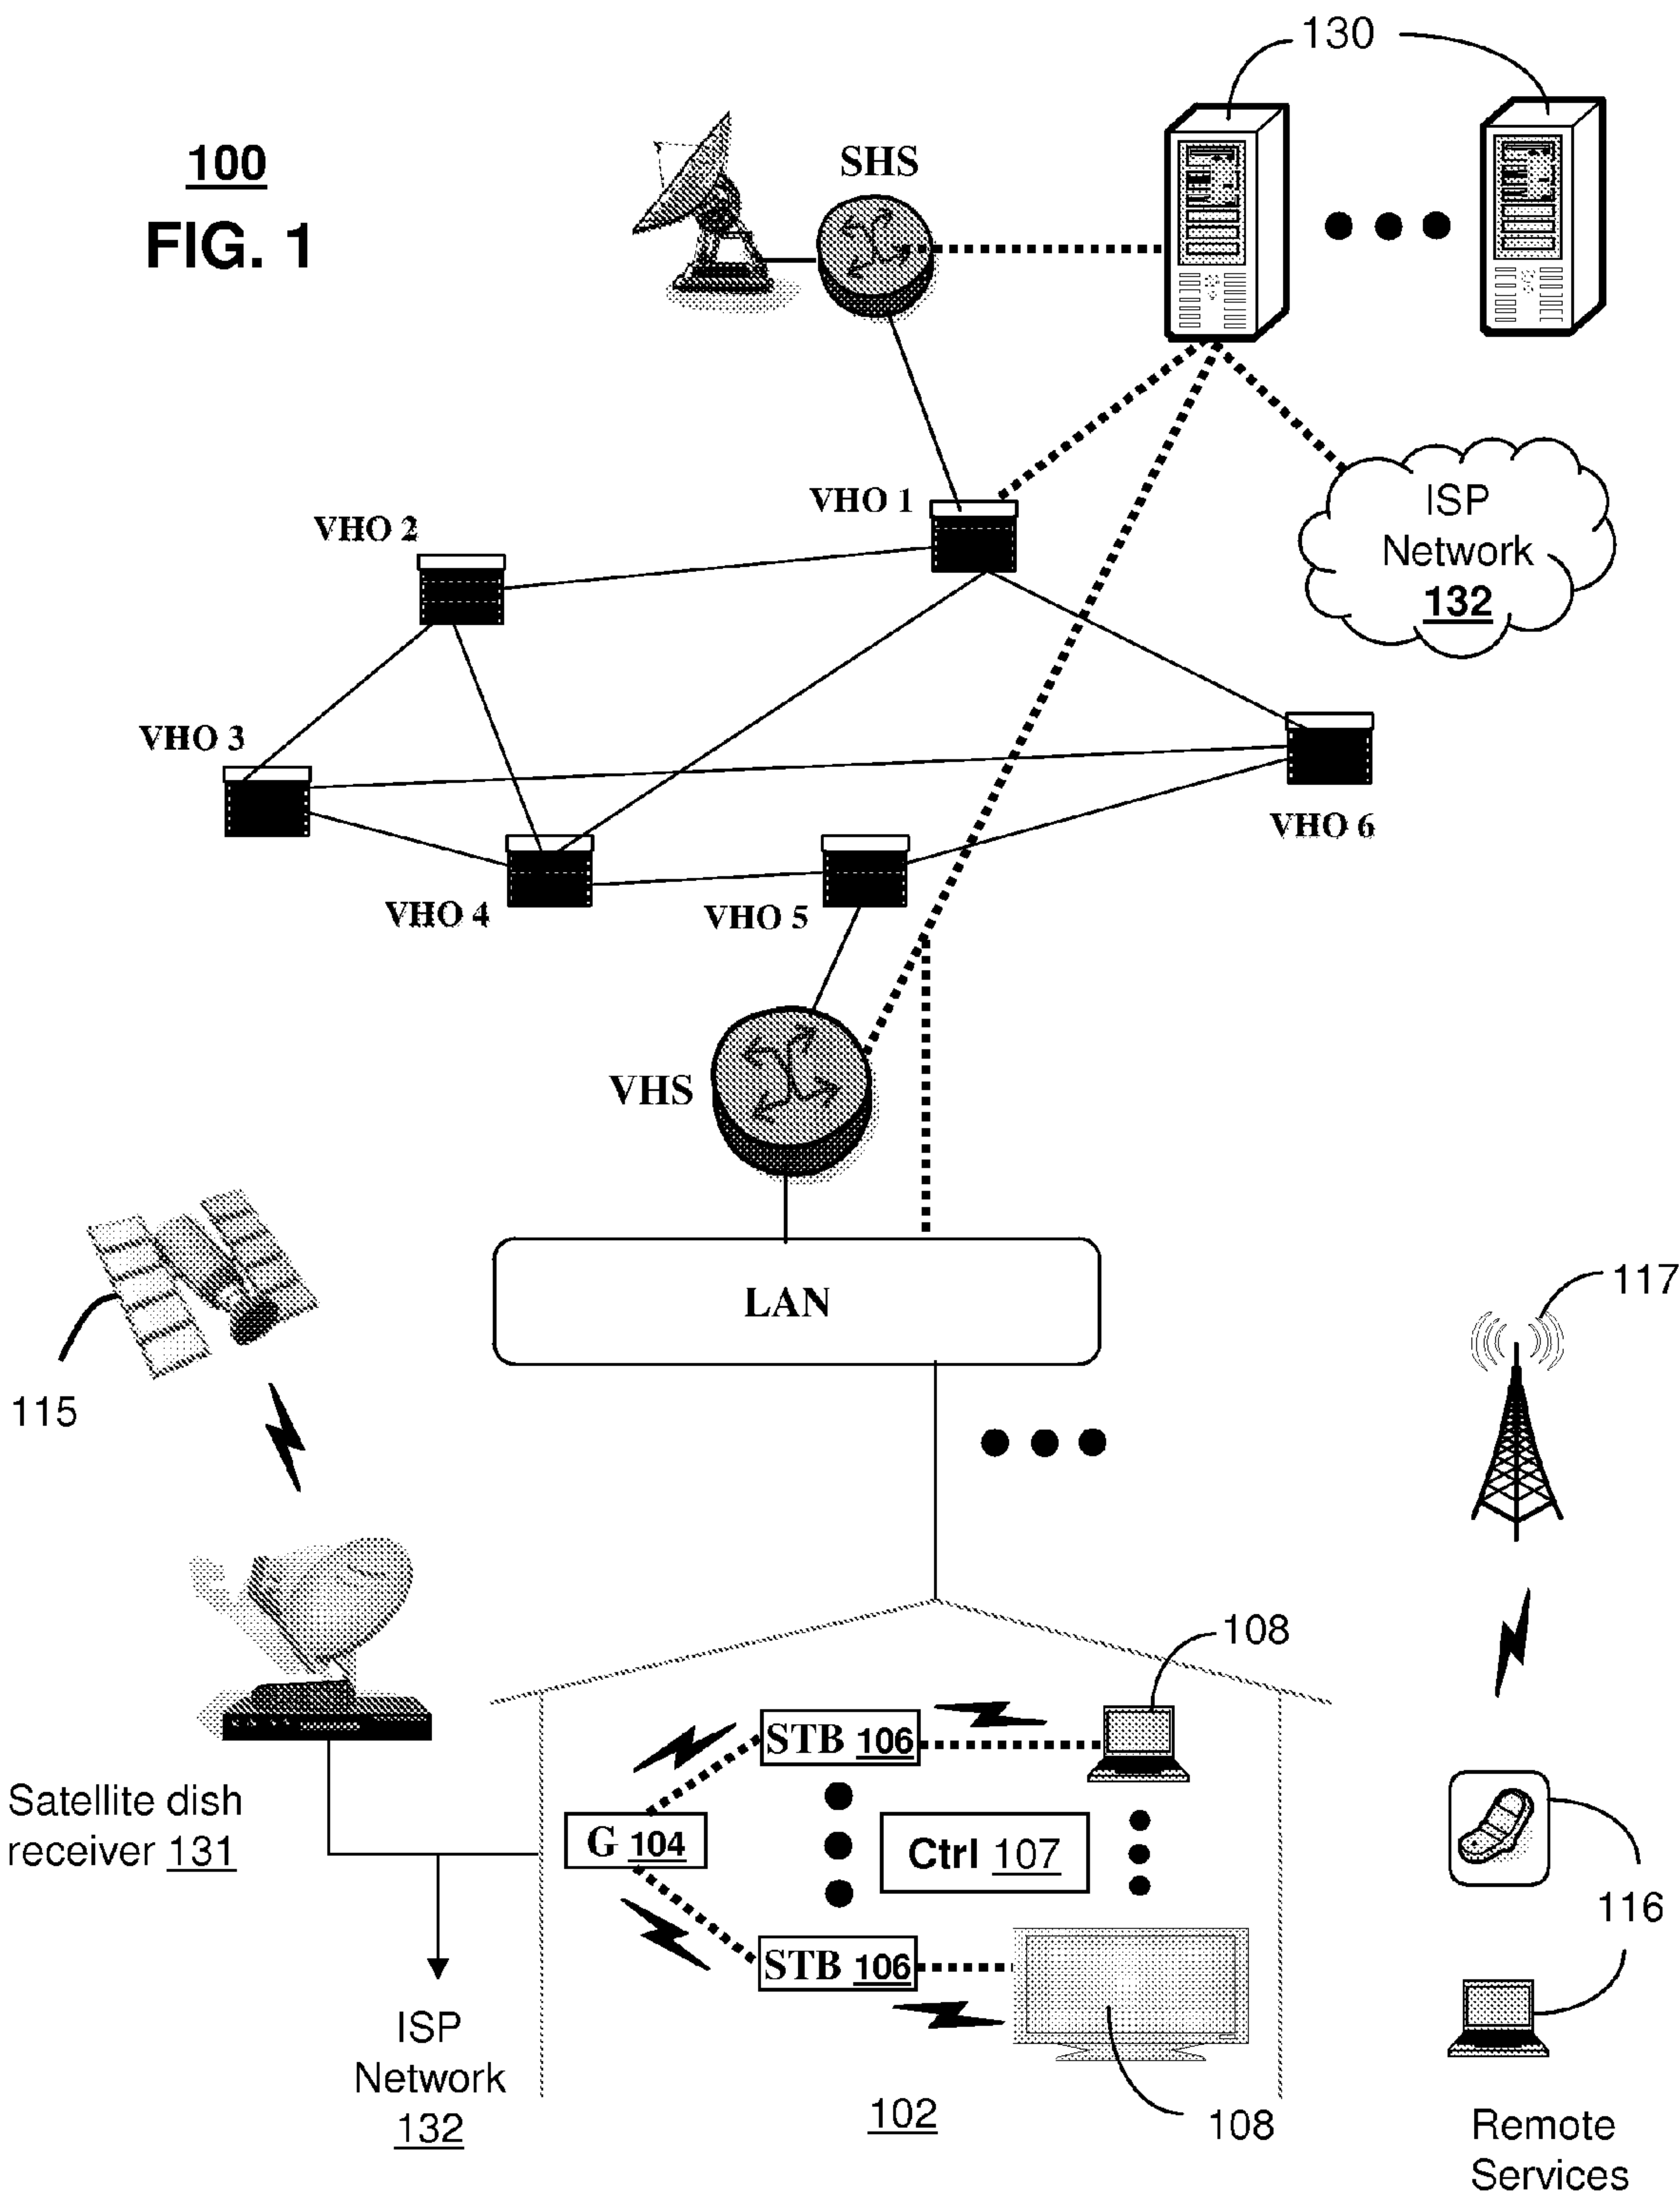 130
100
FIG. 1
SHS
VHO 1
ISP
Network
132
VHO 2
VHO 3
VHO 6
VHO 4
VHO 5
VHS
LAN
117
115
108
STB 106
Satellite dish
receiver 131
G 104
Ctrl 107
116
STB 106
ISP
Network
132
102
108
Remote
Services